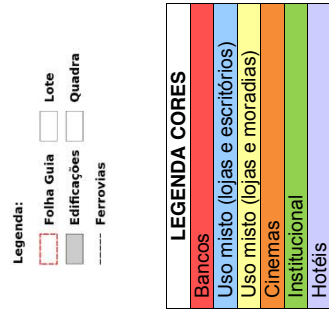 Legenda:
Folha Guia
Lote
Edificações
Quadra
Ferrovias
LEGENDA CORES
Bancos
Uso misto (lojas e escritórios)
Uso misto (lojas e moradias)
Cinemas
Institucional
Hotéis